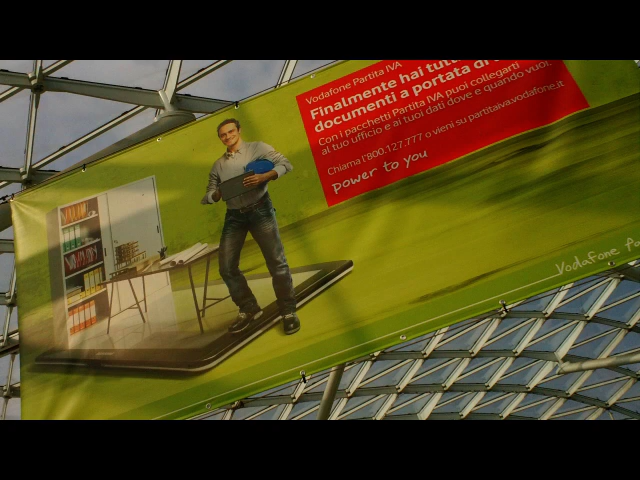 Vodafone Partita IVA
Finalmente hai tutti
documenti a portata di
Con i pacchetti Partita IVA puoi collegarti
al tuo ufficio e ai tuoi dati dove e quando vuoi.
Chiama l'800.127.777 o vieni su partitaiva.vodafone.it
power to you
Vodafone